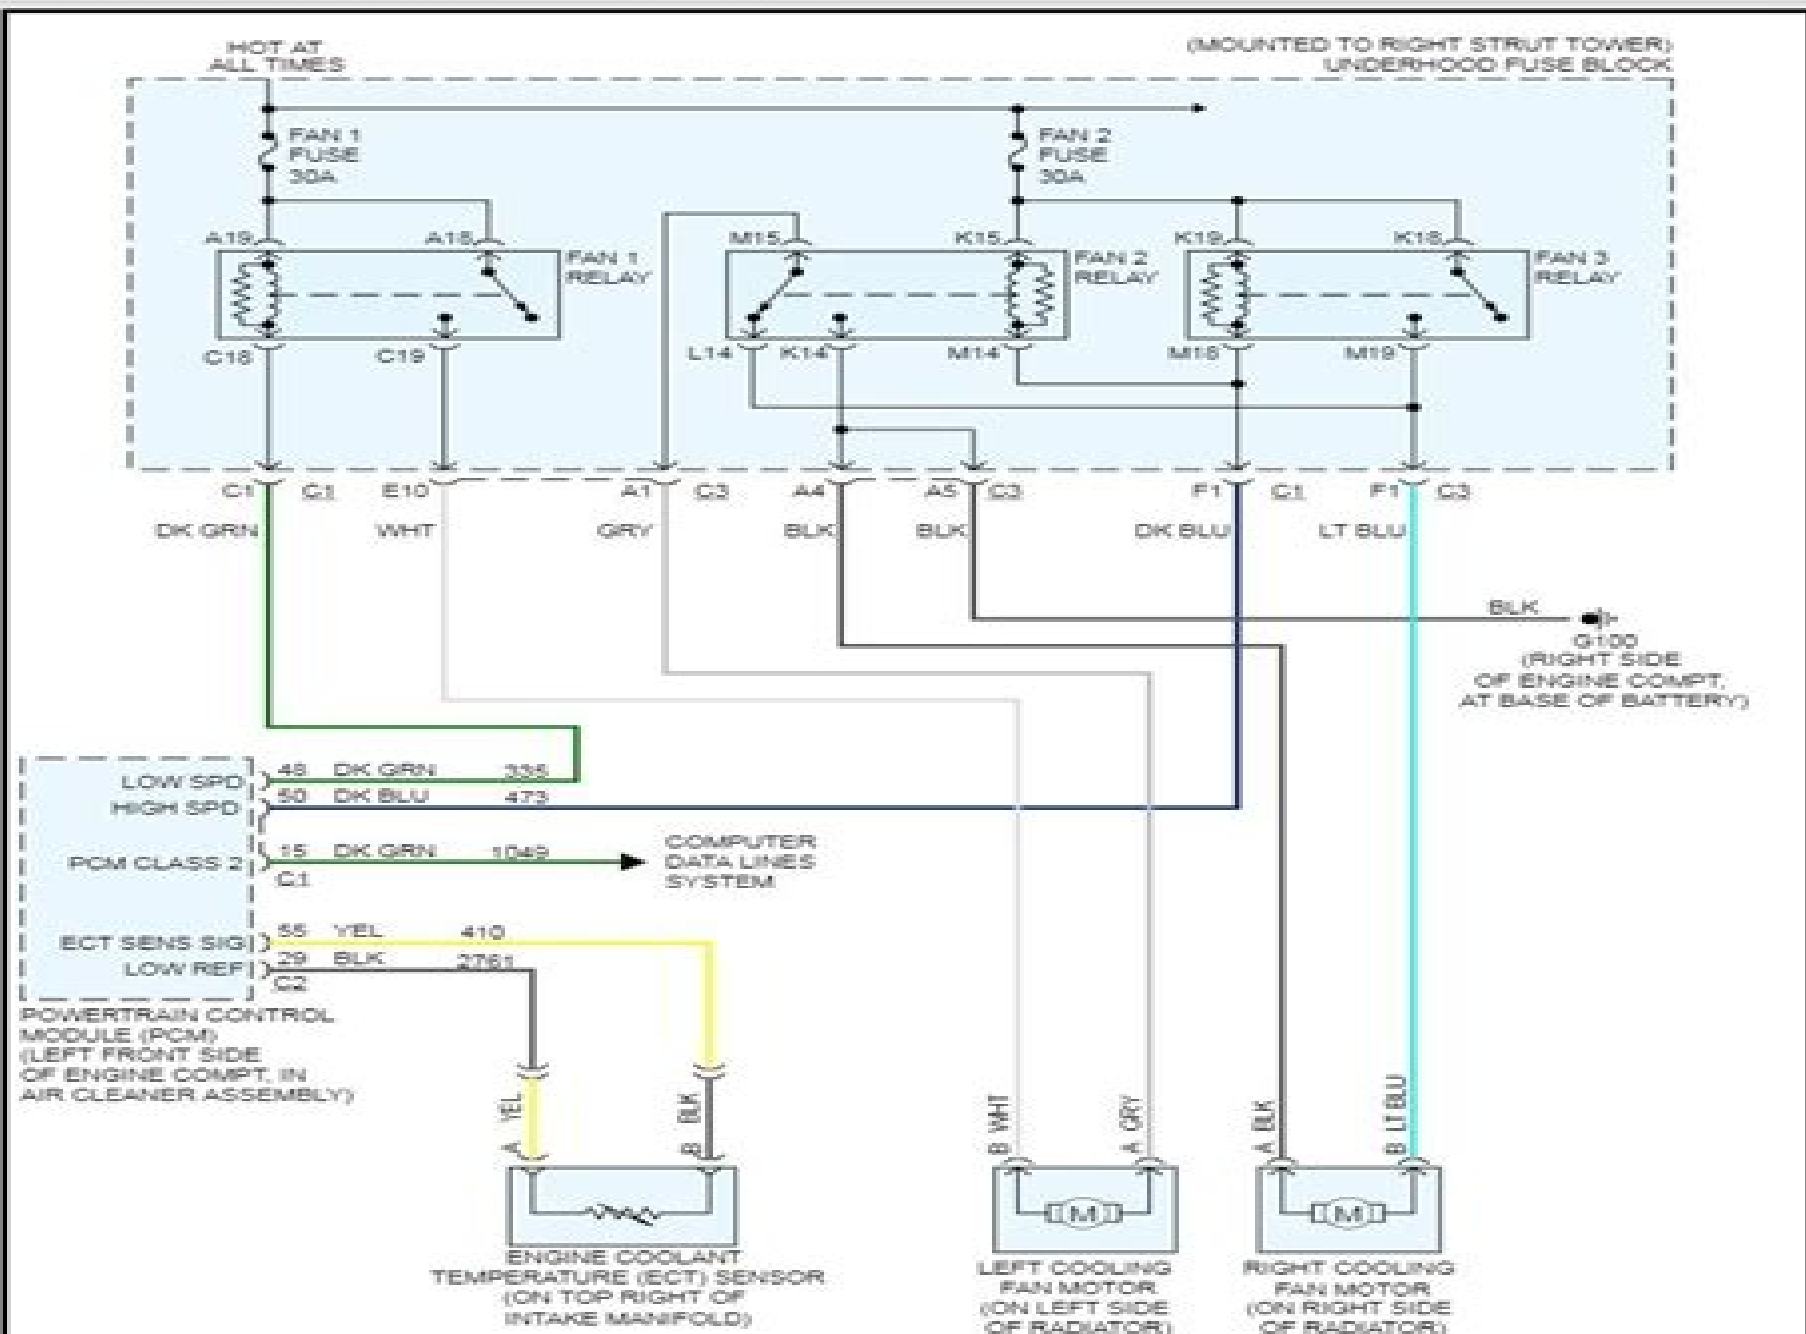 HOT AT
ALL TIMES
(MOUNTED TO RIGHT STRUT TOWER)
UNDERHOOD FUSE BLOCK
FAN 1
FUSE
30A
FAN 2
FUSE
30A
A19
A18
M15
K15
K19
K18
FAN 1
RELAY
FAN 2
RELAY
FAN 3
RELAY
C18
C19
L14
K14
M14
M18
M19
C1
C1
E10
A1
C3
A4
A5
C3
F1
C1
F1
C3
DK GRN
WHT
GRY
BLK
BLK
DK BLU
LT BLU
BLK
G100
(RIGHT SIDE
OF ENGINE COMPT,
AT BASE OF BATTERY)
LOW SPD
48 DK GRN 335
HIGH SPD
50 DK BLU 473
PCM CLASS 2
15 DK GRN 1049
C1
COMPUTER
DATA LINES
SYSTEM
ECT SENS SIG
55 YEL 410
LOW REF
29 BLK 2761
C2
POWERTRAIN CONTROL
MODULE (PCM)
(LEFT FRONT SIDE
OF ENGINE COMPT, IN
AIR CLEANER ASSEMBLY)
A YEL
B BLK
B WHT
A GRY
A BLK
B LT BLU
M
M
ENGINE COOLANT
TEMPERATURE (ECT) SENSOR
(ON TOP RIGHT OF
INTAKE MANIFOLD)
LEFT COOLING
FAN MOTOR
(ON LEFT SIDE
OF RADIATOR)
RIGHT COOLING
FAN MOTOR
(ON RIGHT SIDE
OF RADIATOR)